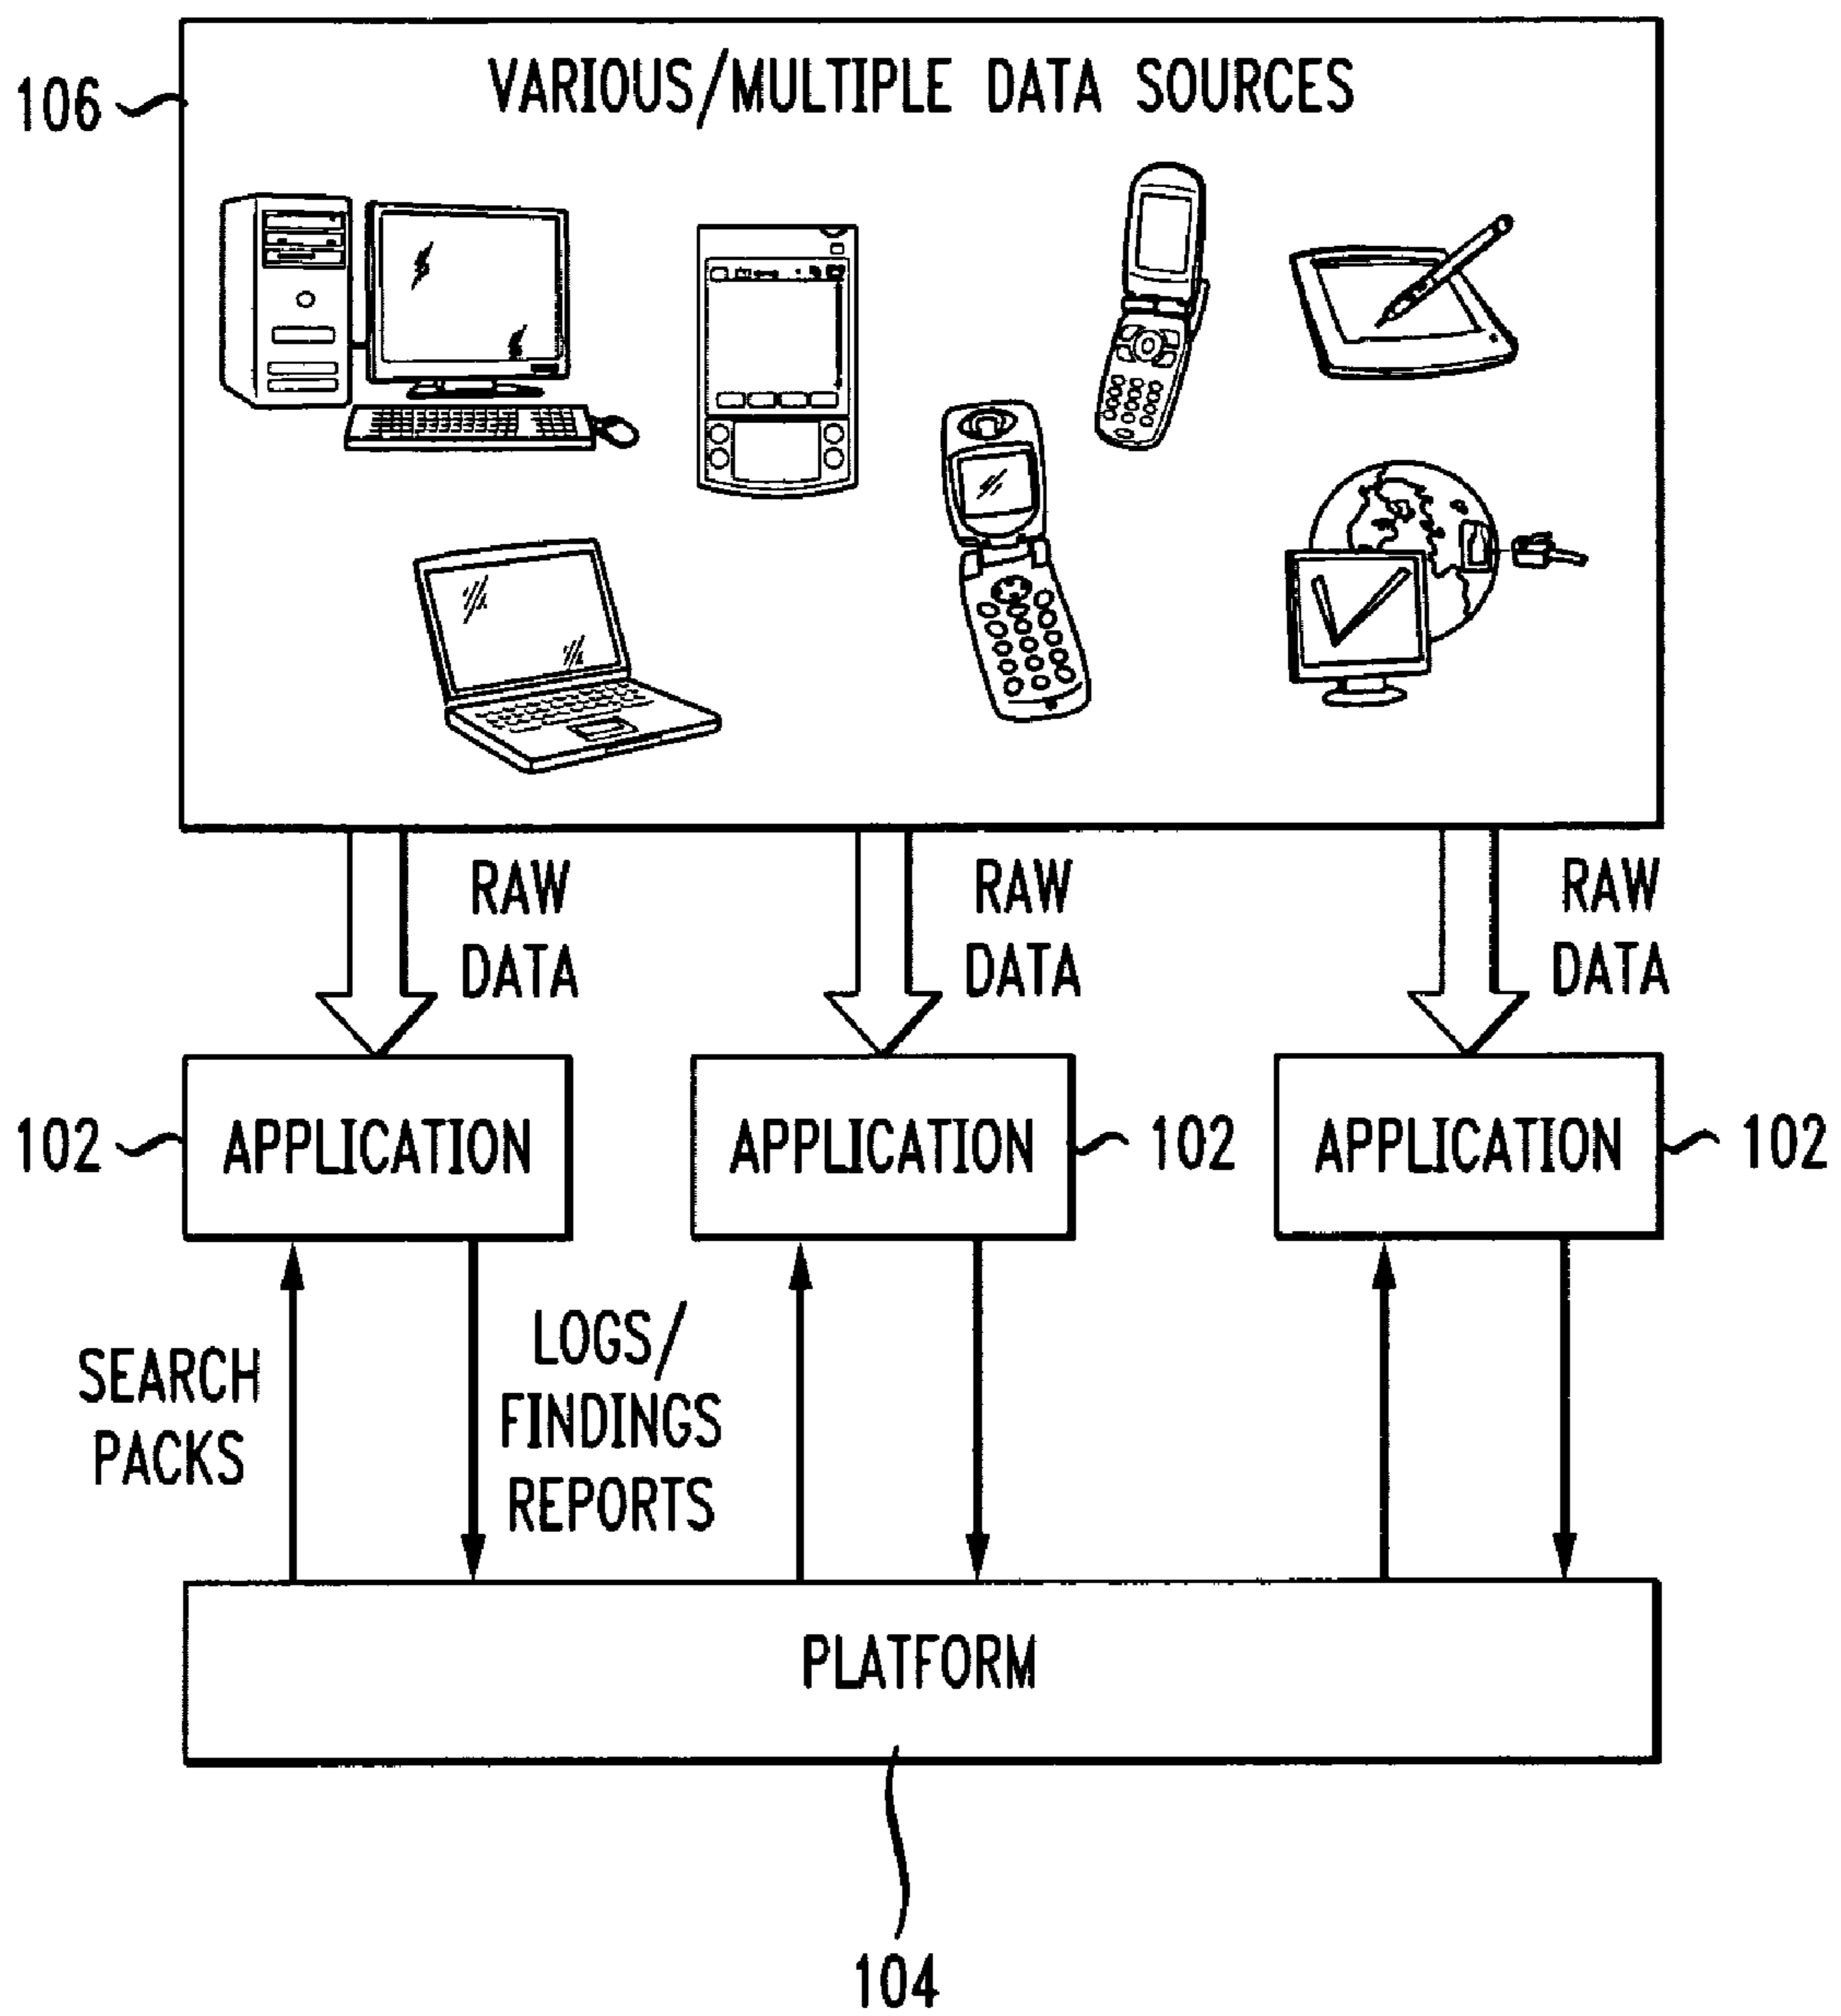 VARIOUS/MULTIPLE DATA SOURCES
106
RAW
DATA
RAW
DATA
RAW
DATA
102
APPLICATION
APPLICATION
102
APPLICATION
102
SEARCH
PACKS
LOGS/
FINDINGS
REPORTS
PLATFORM
104